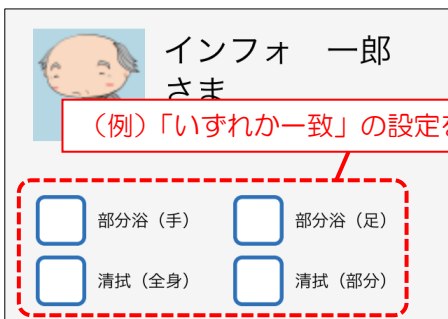 インフォ　一郎
さま
（例）「いずれか一致」の設定を
部分浴（手）
部分浴（足）
清拭（全身）
清拭（部分）